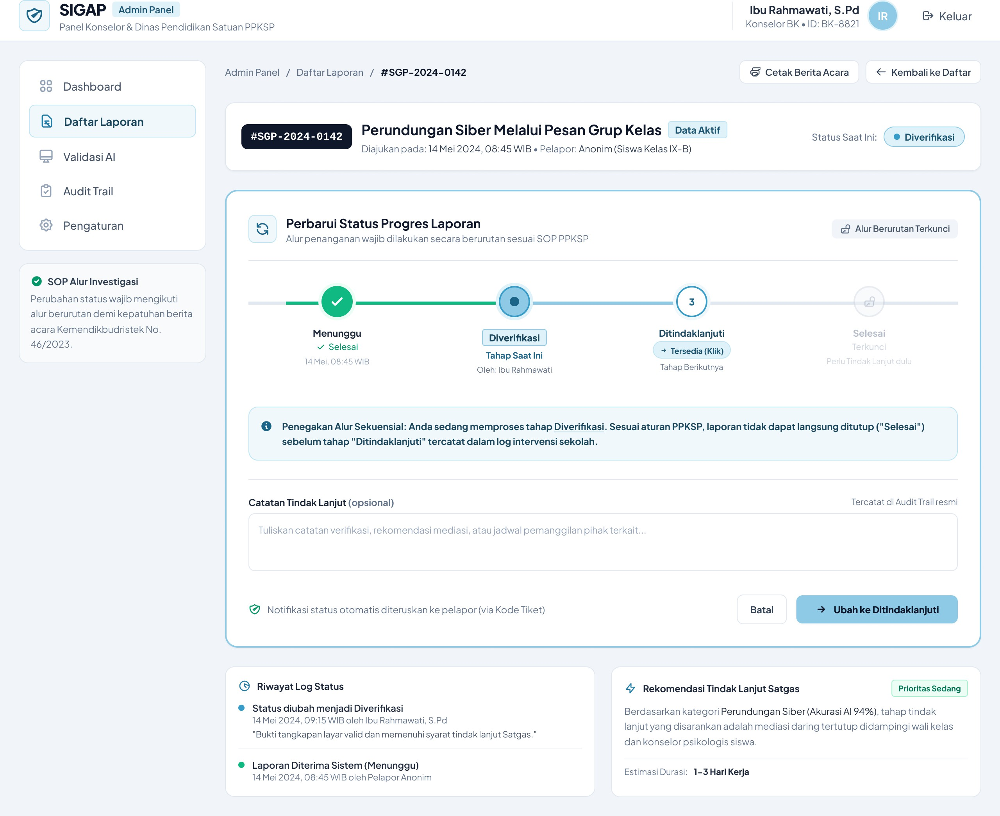 SIGAP Admin Panel
Panel Konselor & Dinas Pendidikan Satuan PPKSP
Ibu Rahmawati, S.Pd
Konselor BK • ID: BK-8821
IR
Keluar
Dashboard
Daftar Laporan
Validasi AI
Audit Trail
Pengaturan
SOP Alur Investigasi
Perubahan status wajib mengikuti
alur berurutan demi kepatuhan berita
acara Kemendikbudristek No.
46/2023.
Admin Panel / Daftar Laporan / #SGP-2024-0142
Cetak Berita Acara
Kembali ke Daftar
#SGP-2024-0142
Perundungan Siber Melalui Pesan Grup Kelas Data Aktif
Diajukan pada: 14 Mei 2024, 08:45 WIB • Pelapor: Anonim (Siswa Kelas IX-B)
Status Saat Ini: Diverifikasi
Perbarui Status Progres Laporan
Alur penanganan wajib dilakukan secara berurutan sesuai SOP PPKSP
Alur Berurutan Terkunci
Menunggu
Selesai
14 Mei, 08:45 WIB
Diverifikasi
Tahap Saat Ini
Oleh: Ibu Rahmawati
3
Ditindaklanjuti
Tersedia (Klik)
Tahap Berikutnya
Selesai
Terkunci
Perlu Tindak Lanjut dulu
Penegakan Alur Sekuensial: Anda sedang memproses tahap Diverifikasi. Sesuai aturan PPKSP, laporan tidak dapat langsung ditutup ("Selesai")
sebelum tahap "Ditindaklanjuti" tercatat dalam log intervensi sekolah.
Catatan Tindak Lanjut (opsional)
Tercatat di Audit Trail resmi
Tuliskan catatan verifikasi, rekomendasi mediasi, atau jadwal pemanggilan pihak terkait...
Notifikasi status otomatis diteruskan ke pelapor (via Kode Tiket)
Batal
Ubah ke Ditindaklanjuti
Riwayat Log Status
Status diubah menjadi Diverifikasi
14 Mei 2024, 09:15 WIB oleh Ibu Rahmawati, S.Pd
"Bukti tangkapan layar valid dan memenuhi syarat tindak lanjut Satgas."
Laporan Diterima Sistem (Menunggu)
14 Mei 2024, 08:45 WIB oleh Pelapor Anonim
Rekomendasi Tindak Lanjut Satgas
Prioritas Sedang
Berdasarkan kategori Perundungan Siber (Akurasi AI 94%), tahap tindak
lanjut yang disarankan adalah mediasi daring tertutup didampingi wali kelas
dan konselor psikologis siswa.
Estimasi Durasi: 1-3 Hari Kerja